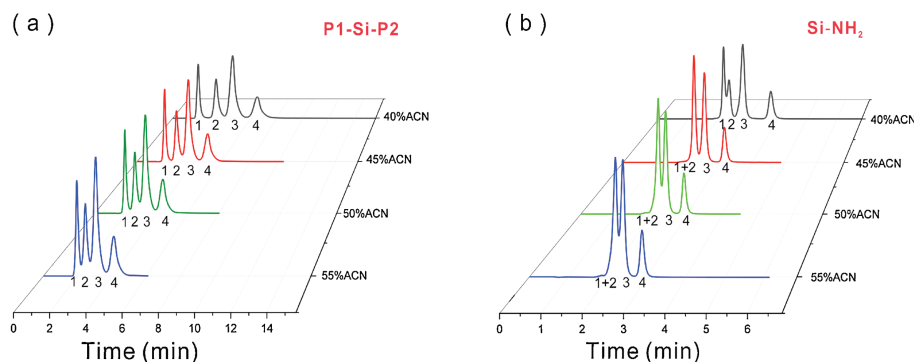 ( a )
P1-Si-P2
1 2 3 4
40%ACN
1 2 3 4
45%ACN
1 2 3 4
50%ACN
1 2 3 4
55%ACN
0 2 4 6 8 10 12 14
Time (min)
( b )
Si-NH₂
1 2 3 4
40%ACN
1+2 3 4
45%ACN
1+2 3 4
50%ACN
1+2 3 4
55%ACN
0 1 2 3 4 5 6
Time (min)